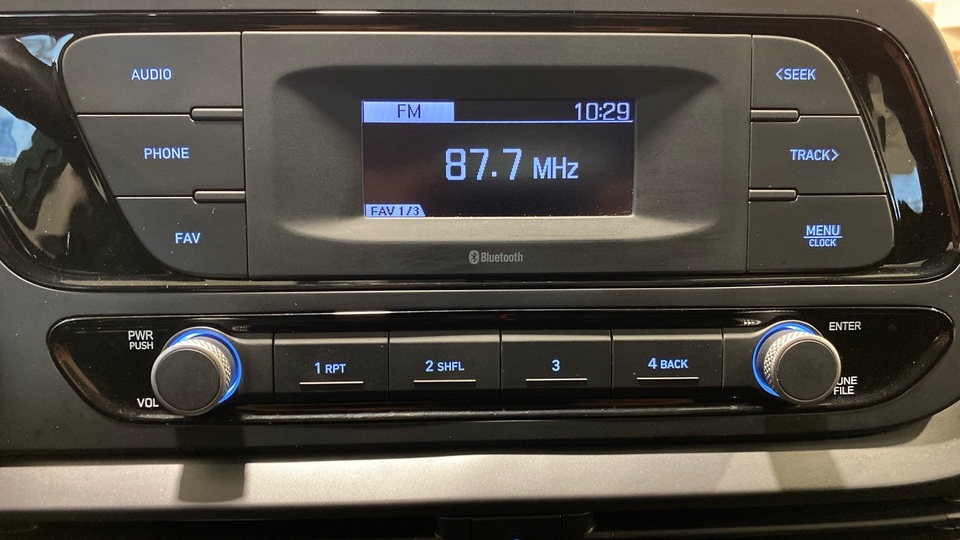 AUDIO
PHONE
FAV
FM 10:29
87.7 MHz
FAV 1/3
Bluetooth
<SEEK
TRACK>
MENU
CLOCK
PWR
PUSH
VOL
1 RPT
2 SHFL
3
4 BACK
ENTER
FILE